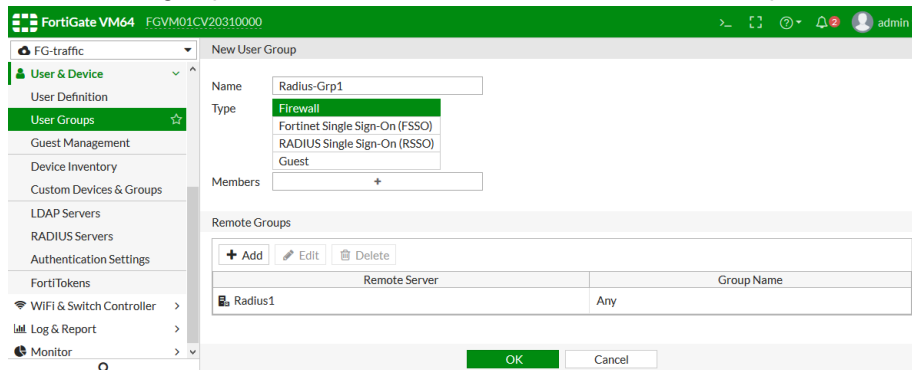 FortiGate VM64 FGVM01CV20310000 >_ admin
2
FG-traffic
New User Group
User & Device
User Definition
User Groups
Guest Management
Device Inventory
Custom Devices & Groups
LDAP Servers
RADIUS Servers
Authentication Settings
FortiTokens
WiFi & Switch Controller
Log & Report
Monitor
Name Radius-Grp1
Type Firewall
Fortinet Single Sign-On (FSSO)
RADIUS Single Sign-On (RSSO)
Guest
Members +
Remote Groups
+ Add Edit Delete
Remote Server Group Name
Radius1 Any
OK Cancel